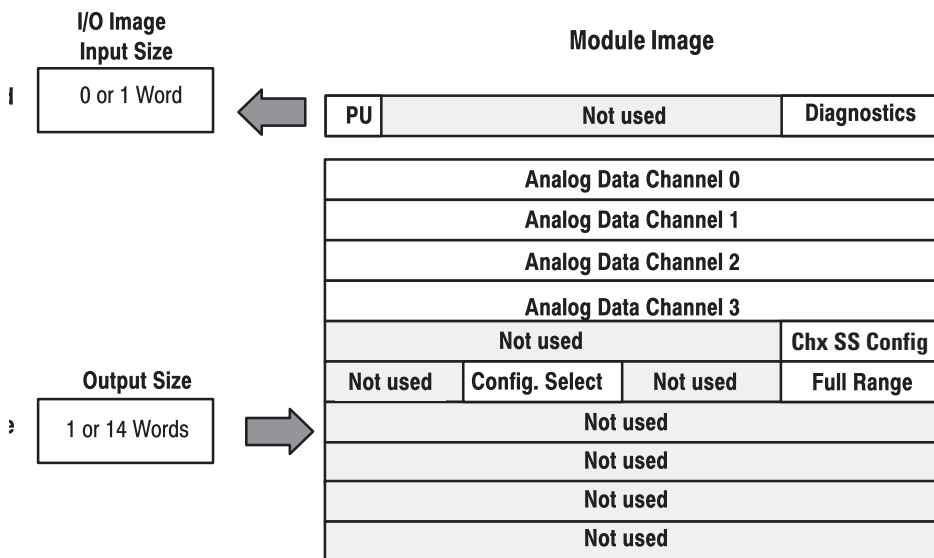 I/O Image
Input Size
Module Image
0 or 1 Word
PU
Not used
Diagnostics
Analog Data Channel 0
Analog Data Channel 1
Analog Data Channel 2
Analog Data Channel 3
Not used
Chx SS Config
Output Size
Not used
Config. Select
Not used
Full Range
1 or 14 Words
Not used
Not used
Not used
Not used